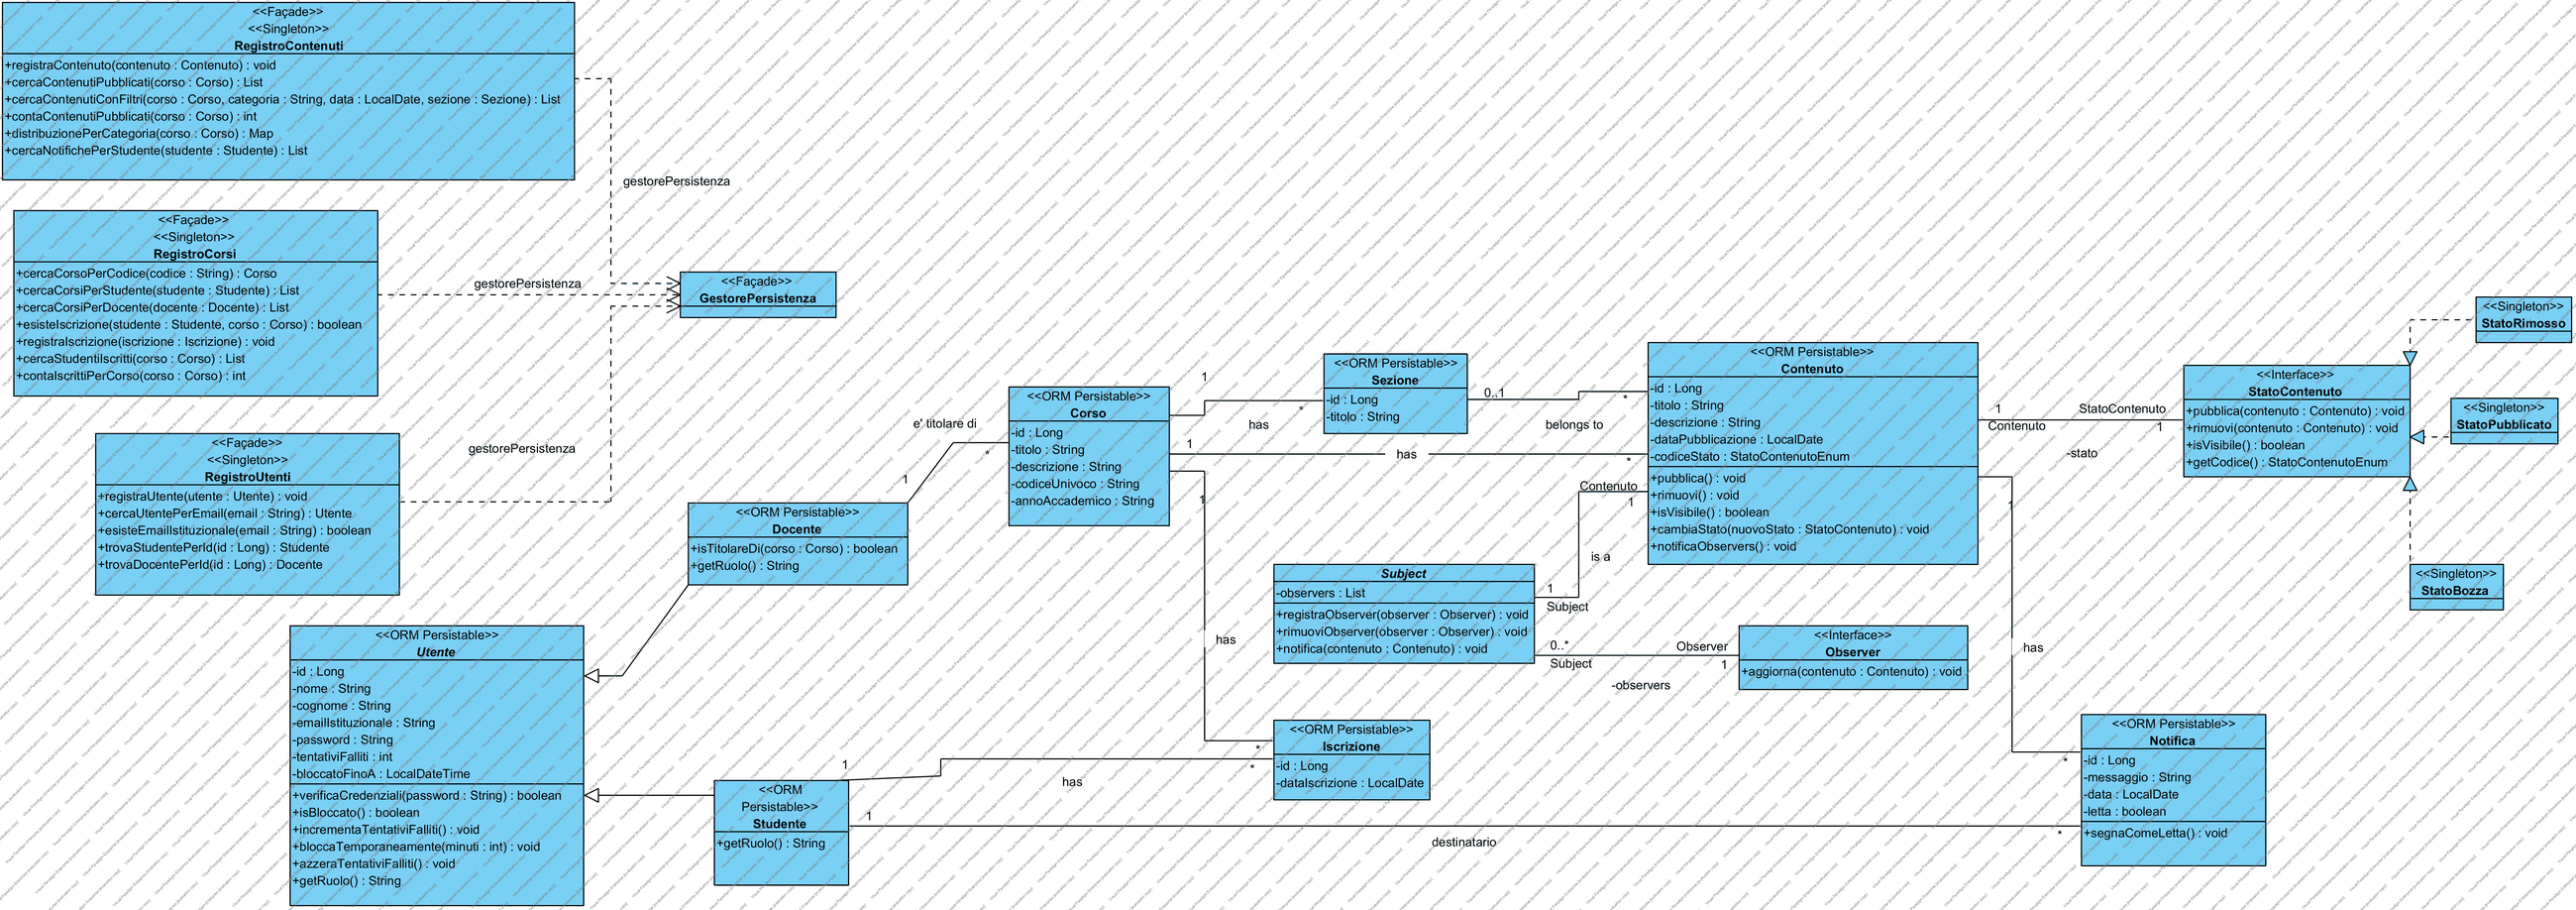 <<Façade>>
<<Singleton>>
RegistroContenuti
+registraContenuto(contenuto : Contenuto) : void
+cercaContenutiPubblicati(corso : Corso) : List
+cercaContenutiConFiltri(corso : Corso, categoria : String, data : LocalDate, sezione : Sezione) : List
+contaContenutiPubblicati(corso : Corso) : int
+distribuzionePerCategoria(corso : Corso) : Map
+cercaNotifichePerStudente(studente : Studente) : List
gestorePersistenza
<<Façade>>
<<Singleton>>
RegistroCorsi
+cercaCorsoPerCodice(codice : String) : Corso
+cercaCorsiPerStudente(studente : Studente) : List
+cercaCorsiPerDocente(docente : Docente) : List
+esisteIscrizione(studente : Studente, corso : Corso) : boolean
+registraIscrizione(iscrizione : Iscrizione) : void
+cercaStudentiIscritti(corso : Corso) : List
+contaIscrittiPerCorso(corso : Corso) : int
gestorePersistenza
<<Façade>>
GestorePersistenza
<<Façade>>
<<Singleton>>
RegistroUtenti
+registraUtente(utente : Utente) : void
+cercaUtentePerEmail(email : String) : Utente
+esisteEmailIstituzionale(email : String) : boolean
+trovaStudentePerId(id : Long) : Studente
+trovaDocentePerId(id : Long) : Docente
gestorePersistenza
<<ORM Persistable>>
Utente
-id : Long
-nome : String
-cognome : String
-emailIstituzionale : String
-password : String
-tentativiFalliti : int
-bloccatoFinoA : LocalDateTime
+verificaCredenziali(password : String) : boolean
+isBloccato() : boolean
+incrementaTentativiFalliti() : void
+bloccaTemporaneamente(minuti : int) : void
+azzeraTentativiFalliti() : void
+getRuolo() : String
<<ORM Persistable>>
Docente
+isTitolareDi(corso : Corso) : boolean
+getRuolo() : String
e' titolare di
1
*
<<ORM
Persistable>>
Studente
+getRuolo() : String
<<ORM Persistable>>
Corso
-id : Long
-titolo : String
-descrizione : String
-codiceUnivoco : String
-annoAccademico : String
1
has
*
<<ORM Persistable>>
Sezione
-id : Long
-titolo : String
0..1
belongs to
*
1
has
*
<<ORM Persistable>>
Contenuto
-id : Long
-titolo : String
-descrizione : String
-dataPubblicazione : LocalDate
-codiceStato : StatoContenutoEnum
+pubblica() : void
+rimuovi() : void
+isVisibile() : boolean
+cambiaStato(nuovoStato : StatoContenuto) : void
+notificaObservers() : void
1
Contenuto
StatoContenuto
1
-stato
<<Interface>>
StatoContenuto
+pubblica(contenuto : Contenuto) : void
+rimuovi(contenuto : Contenuto) : void
+isVisibile() : boolean
+getCodice() : StatoContenutoEnum
<<Singleton>>
StatoRimosso
<<Singleton>>
StatoPubblicato
<<Singleton>>
StatoBozza
Contenuto
1
is a
1
Subject
Subject
-observers : List
+registraObserver(observer : Observer) : void
+rimuoviObserver(observer : Observer) : void
+notifica(contenuto : Contenuto) : void
0..*
Subject
Observer
1
-observers
<<Interface>>
Observer
+aggiorna(contenuto : Contenuto) : void
1
has
*
<<ORM Persistable>>
Iscrizione
-id : Long
-dataIscrizione : LocalDate
1
has
*
1
has
*
<<ORM Persistable>>
Notifica
-id : Long
-messaggio : String
-data : LocalDate
-letta : boolean
+segnaComeLetta() : void
1
destinatario
*